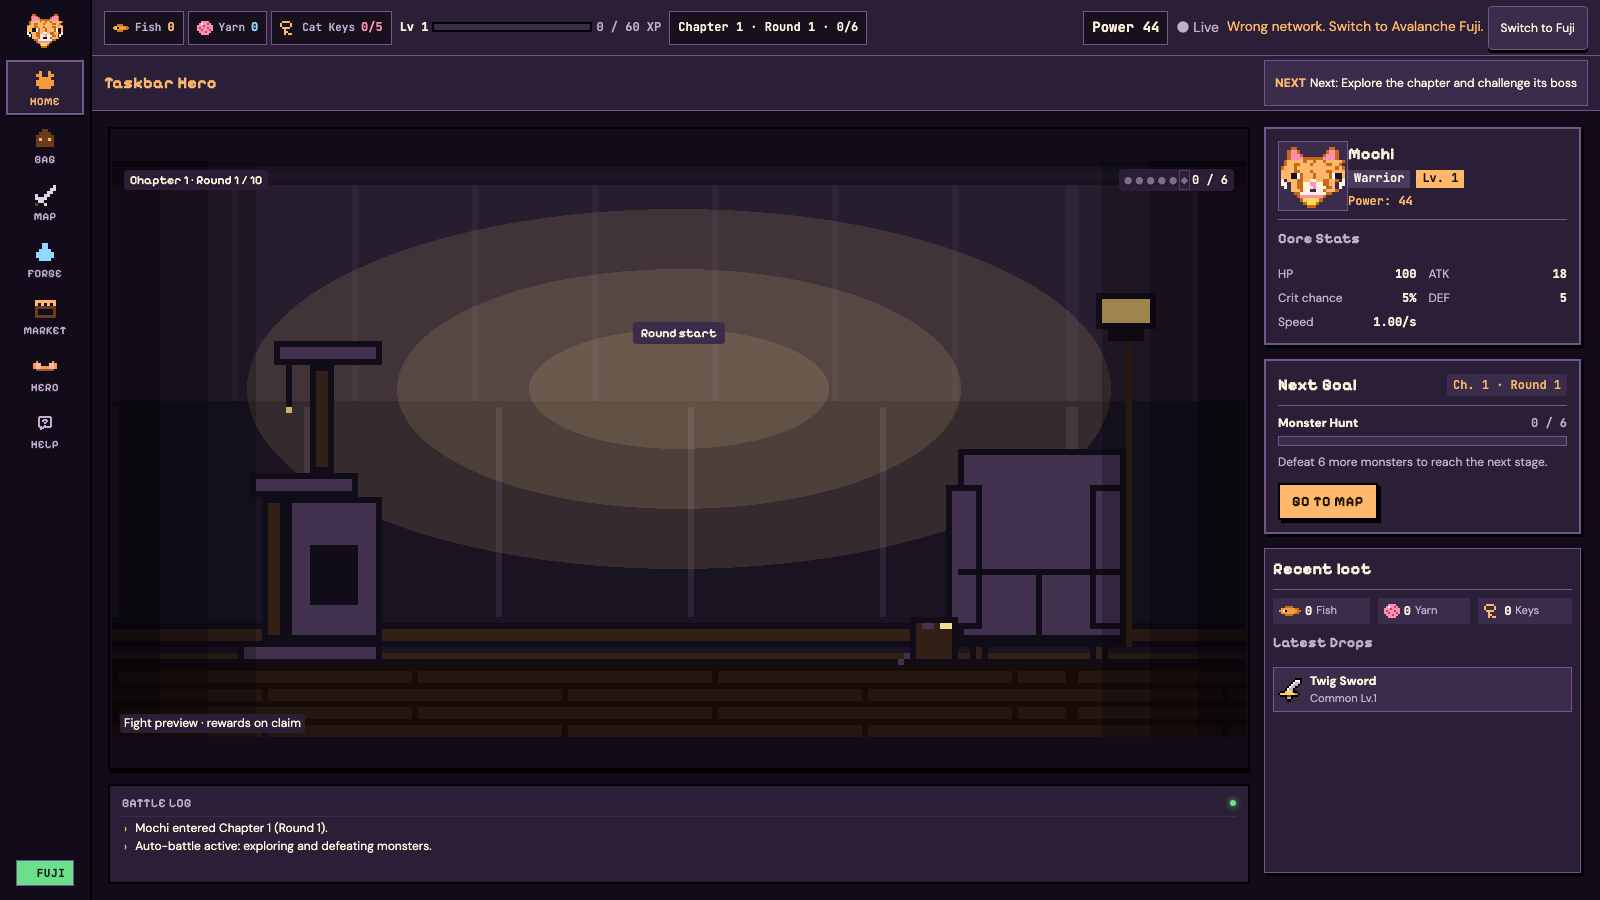 Fish 0
Yarn 0
Cat Keys 0/5
Lv 1
0 / 60 XP
Chapter 1 · Round 1 · 0/6
Power 44
Live
Wrong network. Switch to Avalanche Fuji.
Switch to Fuji
HOME
BAG
MAP
FORGE
MARKET
HERO
HELP
FUJI
Taskbar Hero
NEXT Next: Explore the chapter and challenge its boss
Chapter 1 · Round 1 / 10
0 / 6
Round start
Fight preview · rewards on claim
BATTLE LOG
› Mochi entered Chapter 1 (Round 1).
› Auto-battle active: exploring and defeating monsters.
Mochi
Warrior
Lv. 1
Power: 44
Core Stats
HP 100 ATK 18
Crit chance 5% DEF 5
Speed 1.00/s
Next Goal
Ch. 1 · Round 1
Monster Hunt 0 / 6
Defeat 6 more monsters to reach the next stage.
GO TO MAP
Recent loot
0 Fish
0 Yarn
0 Keys
Latest Drops
Twig Sword
Common Lv.1